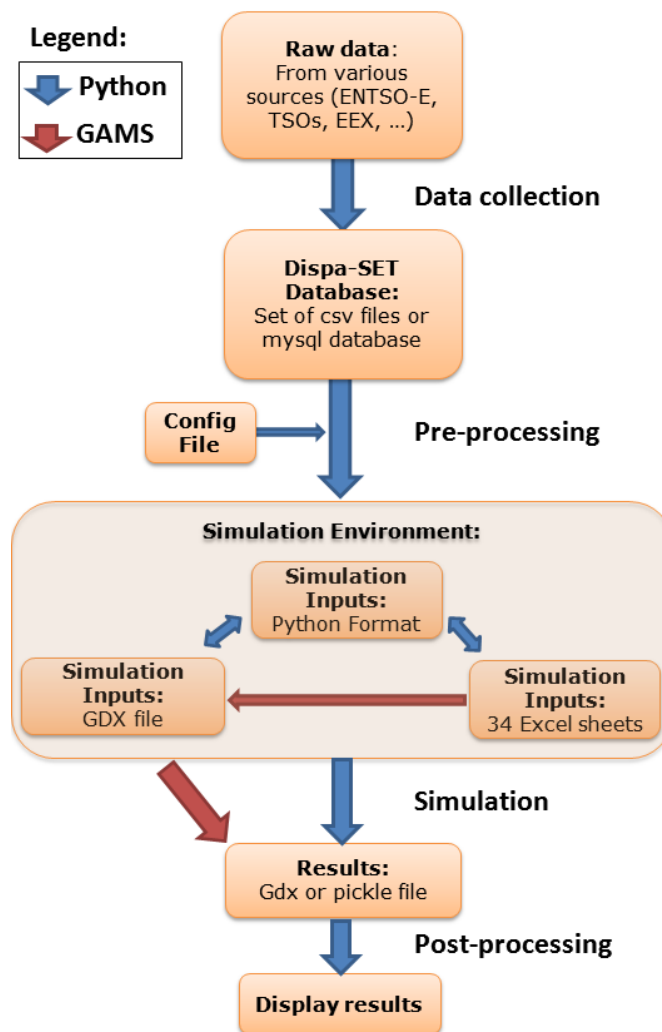 Legend:
Python
GAMS
Raw data:
From various
sources (ENTSO-E,
TSOs, EEX, ...)
Data collection
Dispa-SET
Database:
Set of csv files or
mysql database
Config
File
Pre-processing
Simulation Environment:
Simulation
Inputs:
Python Format
Simulation
Inputs:
GDX file
Simulation
Inputs:
34 Excel sheets
Simulation
Results:
Gdx or pickle file
Post-processing
Display results